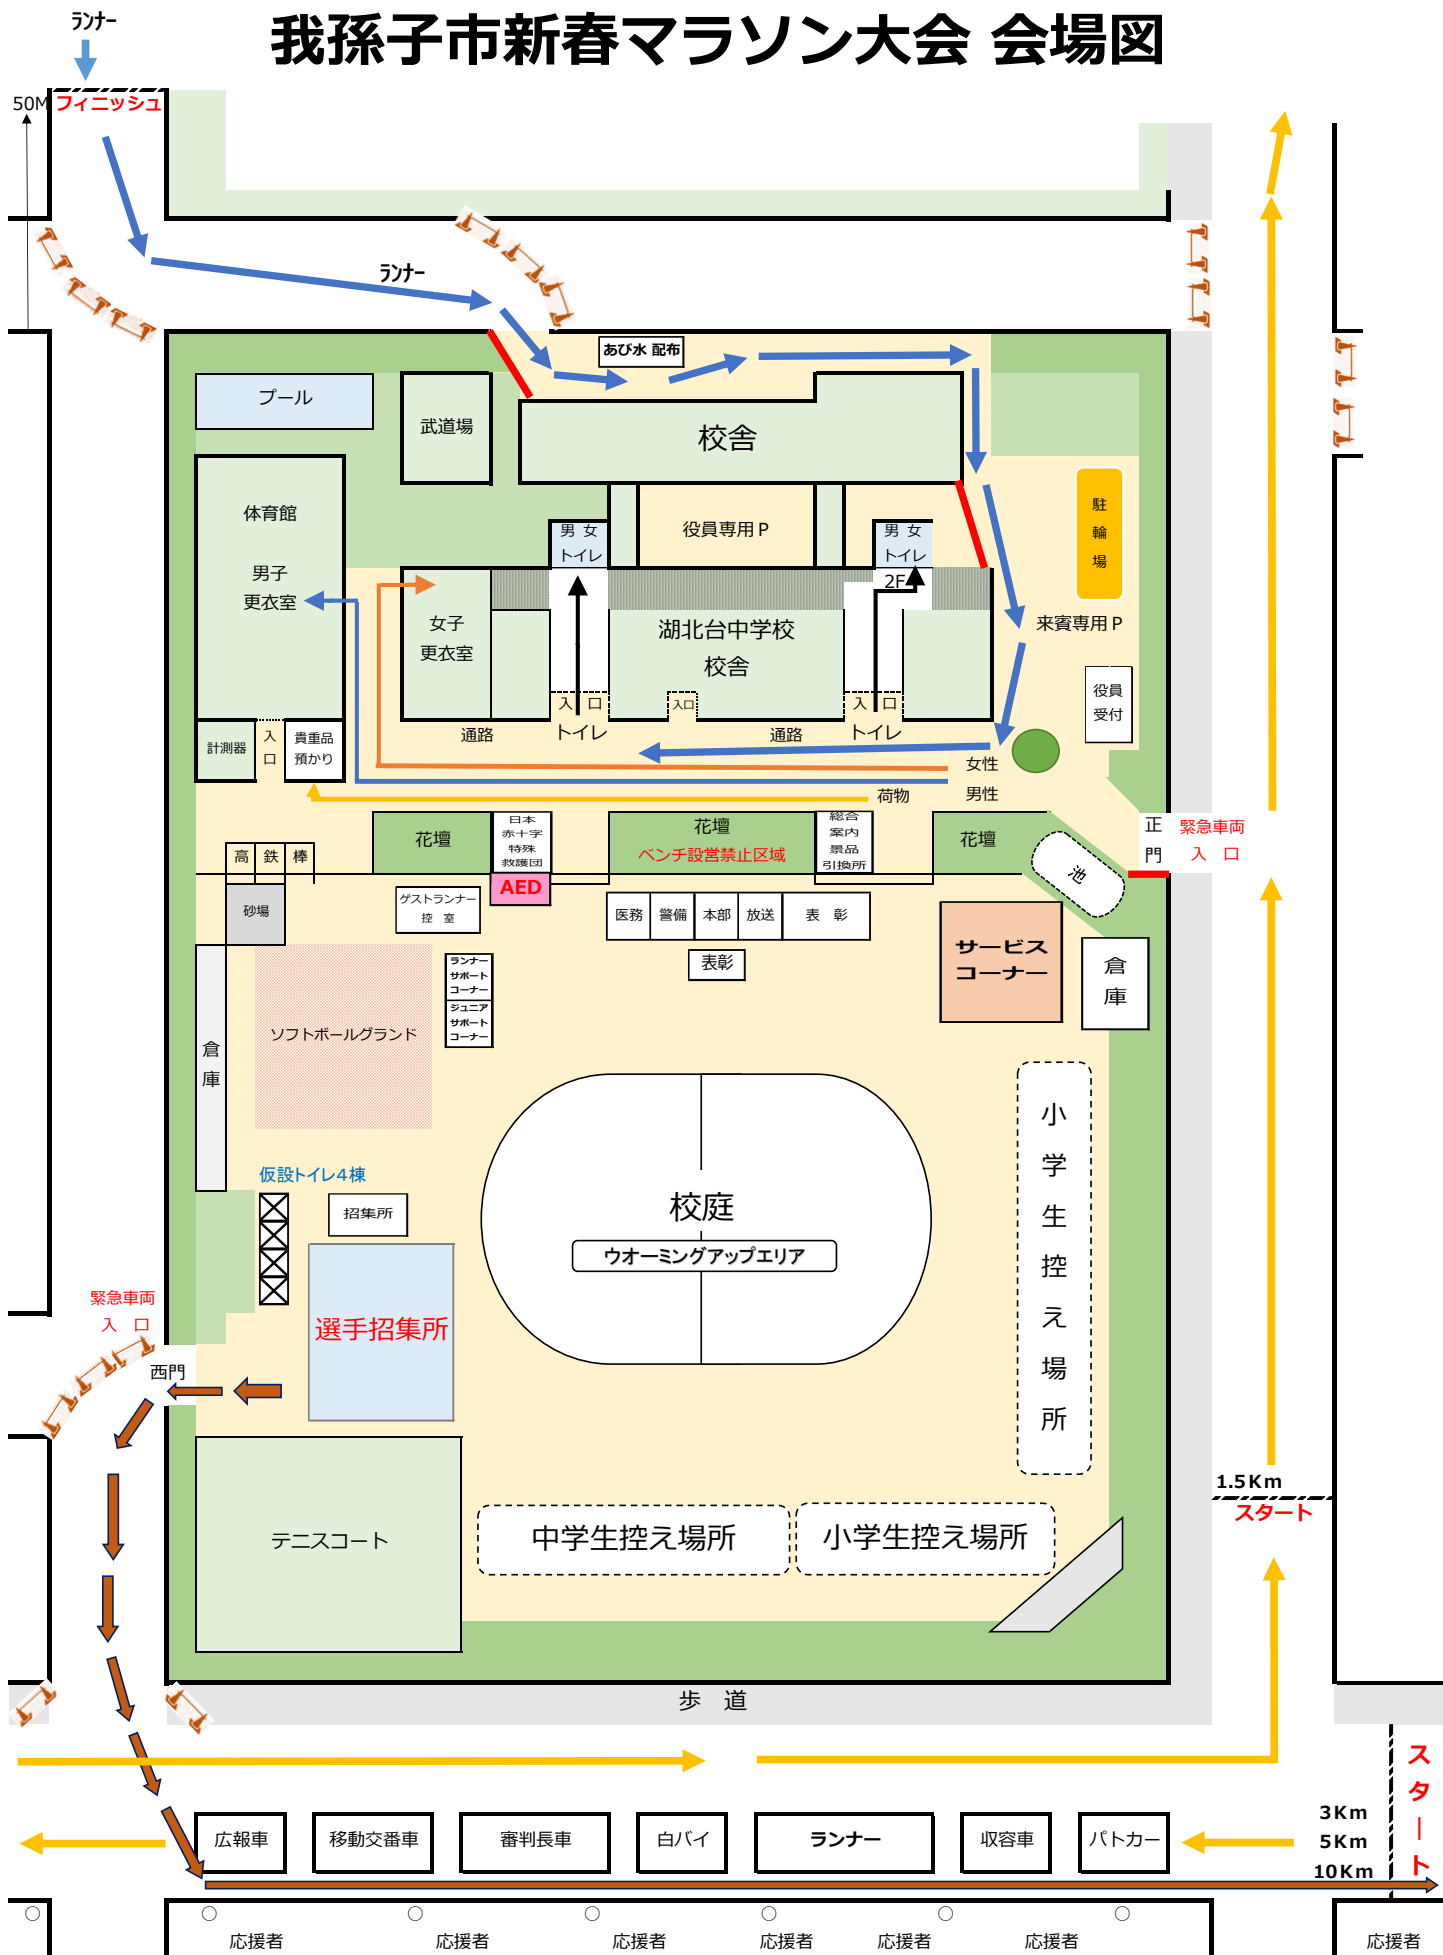 我孫子市新春マラソン大会 会場図
ランナー
50M
フィニッシュ
ランナー
あび水 配布
プール
武道場
校舎
体育館
男子
更衣室
男 女
トイレ
役員専用Ｐ
男 女
トイレ
2F
駐
輪
場
女子
更衣室
湖北台中学校
校舎
来賓専用Ｐ
役員
受付
入 口
入口
入 口
通路
トイレ
通路
トイレ
計測器
入
口
貴重品
預かり
女性
男性
荷物
花壇
日本
赤十字
特殊
救護団
花壇
ベンチ設営禁止区域
総合
案内
景品
引換所
花壇
正
門
緊急車両
入 口
高 鉄 棒
砂場
AED
池
ゲストランナー
控 室
医務
警備
本部
放送
表 彰
表彰
サービス
コーナー
倉
庫
ランナー
サポート
コーナー
ジュニア
サポート
コーナー
ソフトボールグランド
倉
庫
小
学
生
控
え
場
所
仮設トイレ４棟
招集所
校庭
ウオーミングアップエリア
選手招集所
緊急車両
入 口
西門
1.5Km
スタート
テニスコート
中学生控え場所
小学生控え場所
歩 道
ス
タ
ー
ト
3Km
5Km
10Km
広報車
移動交番車
審判長車
白バイ
ランナー
収容車
パトカー
○ ○ ○ ○ ○ ○ ○
応援者 応援者 応援者 応援者 応援者 応援者 応援者